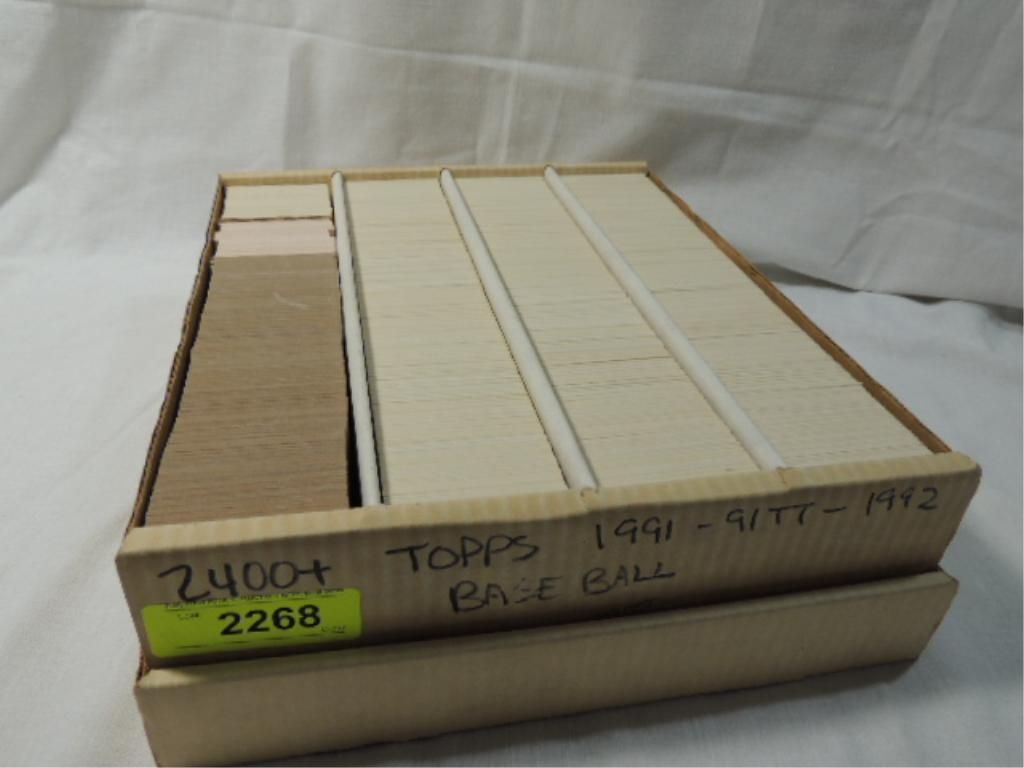 2400+ TOPPS 1991 - 91TT - 1992
BASE BALL
2268